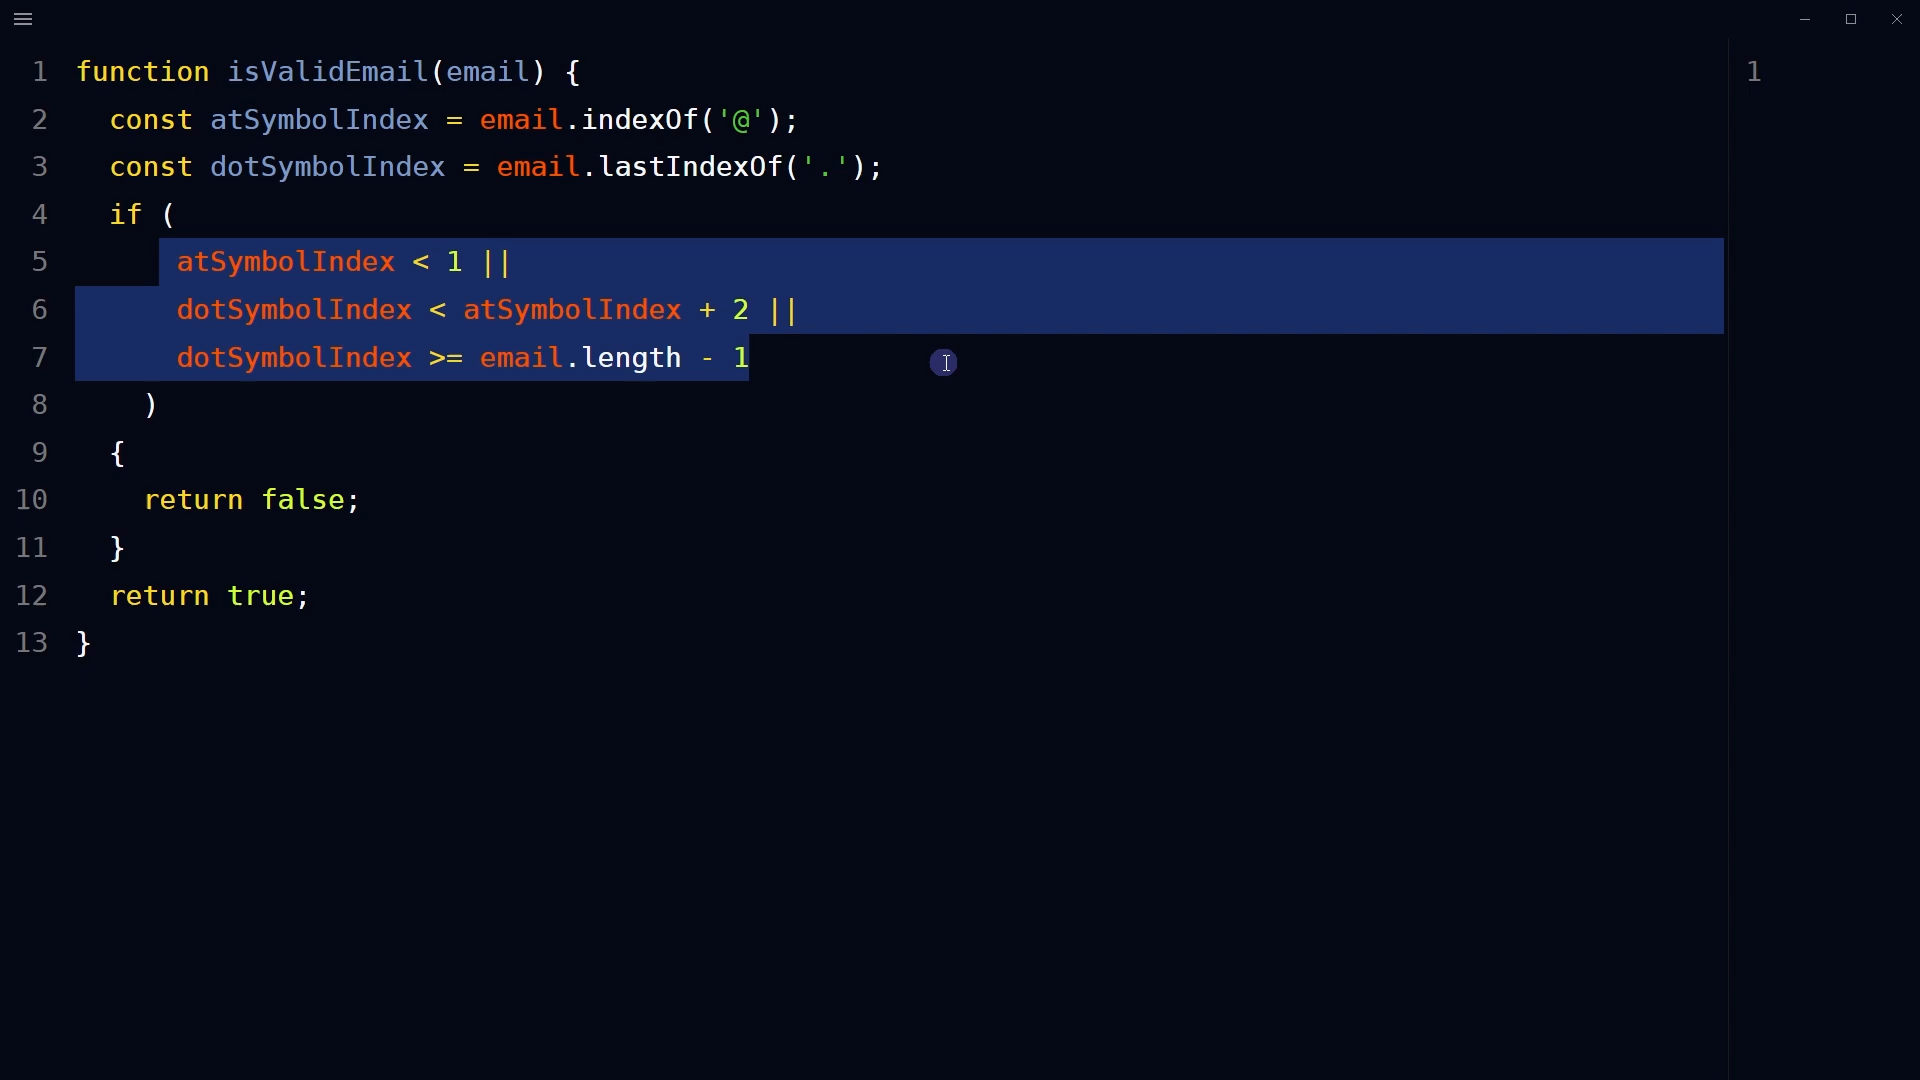 1 function isValidEmail(email) { 1
2 const atSymbolIndex = email.indexOf('@');
3 const dotSymbolIndex = email.lastIndexOf('.');
4 if (
5 atSymbolIndex < 1 ||
6 dotSymbolIndex < atSymbolIndex + 2 ||
7 dotSymbolIndex >= email.length - 1
8 )
9 {
10 return false;
11 }
12 return true;
13 }